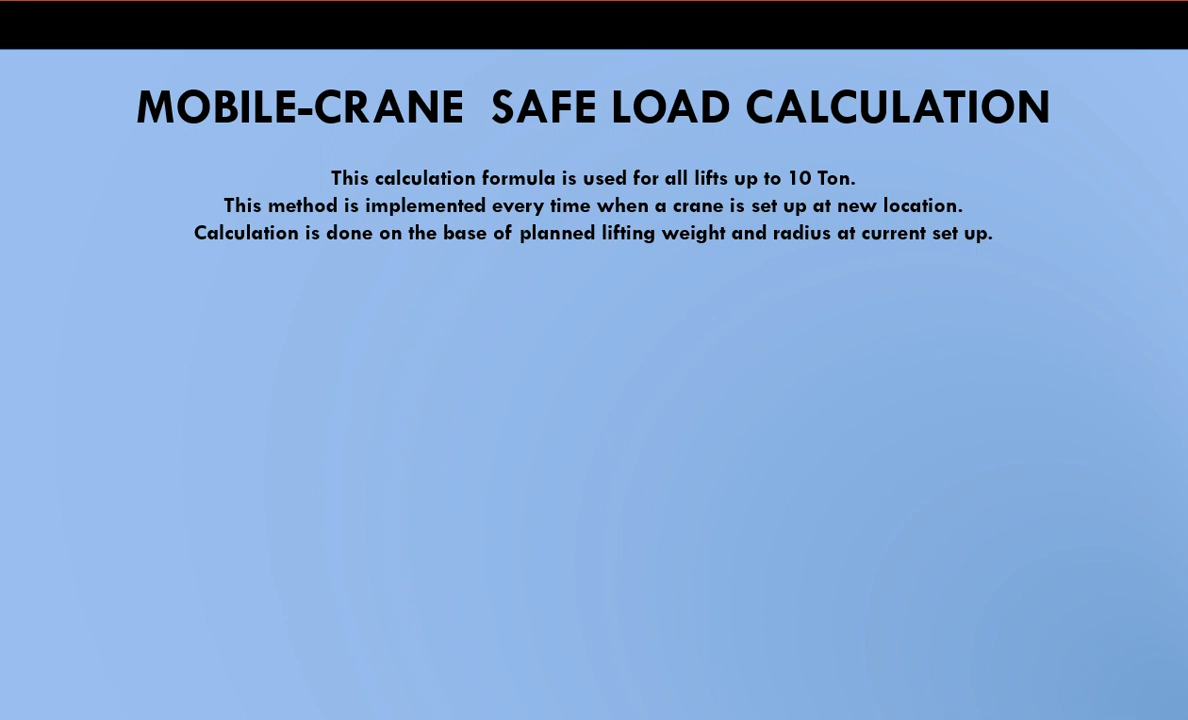 MOBILE-CRANE  SAFE LOAD CALCULATION
This calculation formula is used for all lifts up to 10 Ton.
This method is implemented every time when a crane is set up at new location.
Calculation is done on the base of planned lifting weight and radius at current set up.